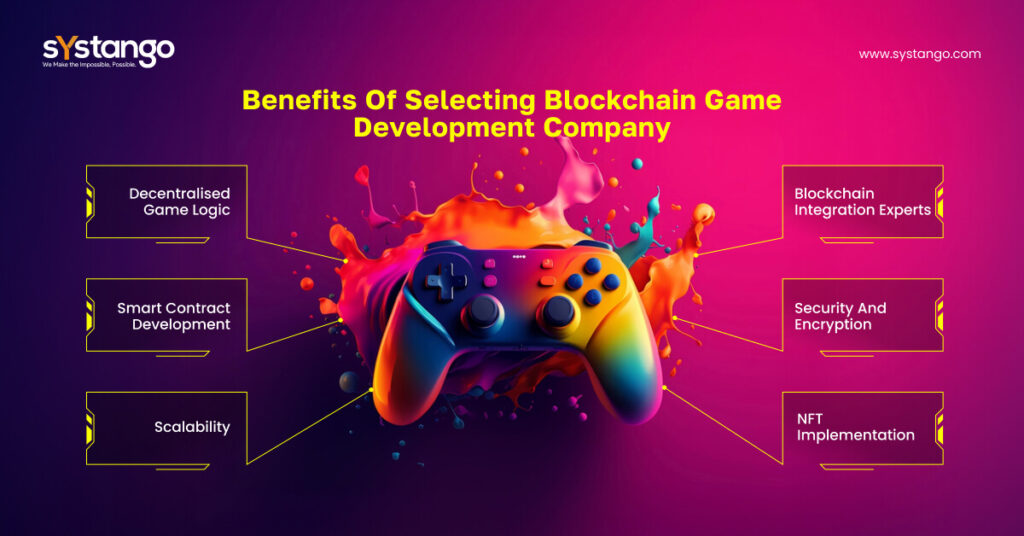 sYstango
We Make the Impossible, Possible.
www.systango.com
Benefits Of Selecting Blockchain Game
Development Company
Decentralised
Game Logic
Smart Contract
Development
Scalability
Blockchain
Integration Experts
Security And
Encryption
NFT
Implementation